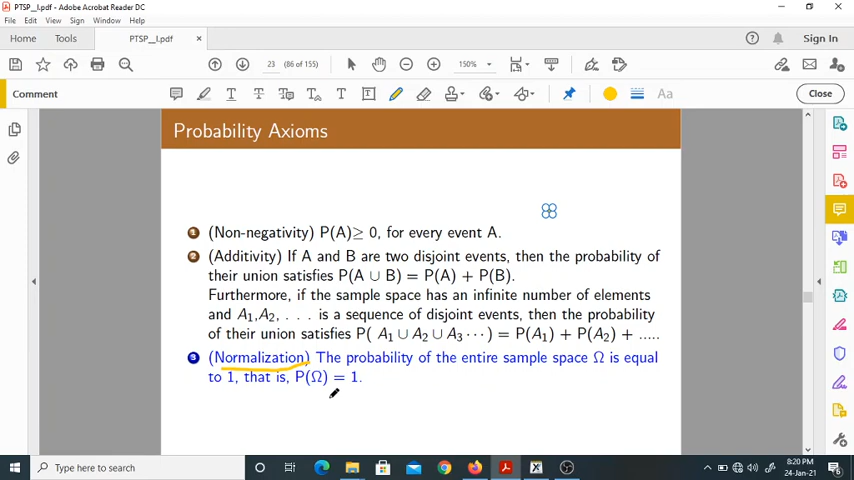 PTSP__I.pdf - Adobe Acrobat Reader DC
File Edit View Sign Window Help
Home Tools PTSP__I.pdf × Sign In
23 (86 of 155) 150%
Comment Aa Close
Probability Axioms
1 (Non-negativity) P(A)≥ 0, for every event A.
2 (Additivity) If A and B are two disjoint events, then the probability of
their union satisfies P(A ∪ B) = P(A) + P(B).
Furthermore, if the sample space has an infinite number of elements
and A₁,A₂, . . . is a sequence of disjoint events, then the probability
of their union satisfies P( A₁ ∪ A₂ ∪ A₃ ⋯) = P(A₁) + P(A₂) + .....
3 (Normalization) The probability of the entire sample space Ω is equal
to 1, that is, P(Ω) = 1.
Type here to search
8:20 PM
24-Jan-21